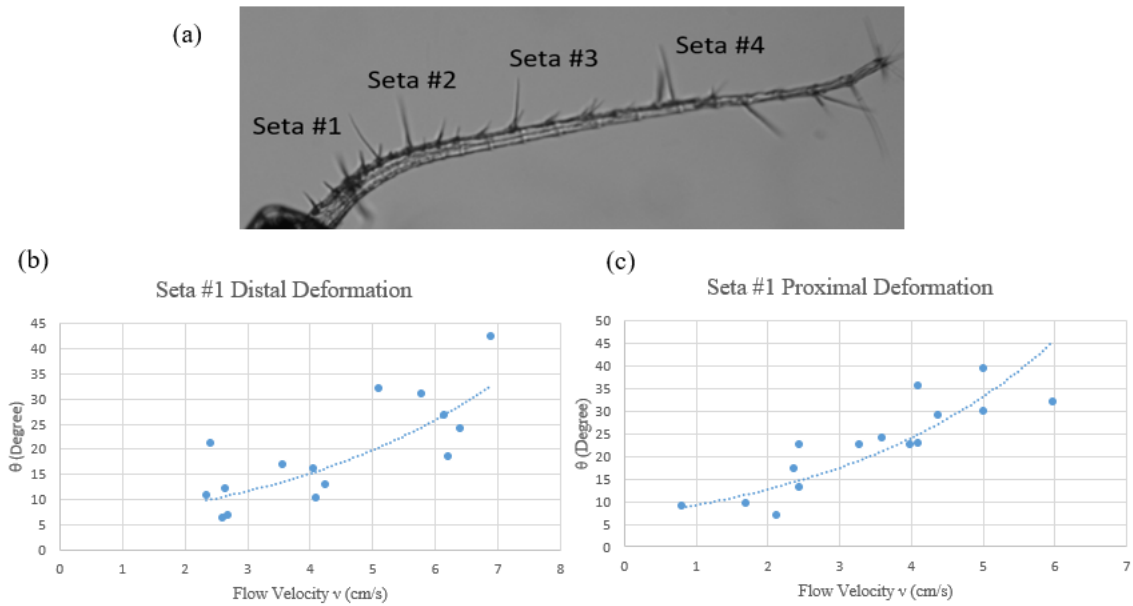 (a)
Seta #1
Seta #2
Seta #3
Seta #4
(b)
Seta #1 Distal Deformation
45
40
35
30
25
20
15
10
5
0
θ (Degree)
0 1 2 3 4 5 6 7 8
Flow Velocity v (cm/s)
(c)
Seta #1 Proximal Deformation
50
45
40
35
30
25
20
15
10
5
0
θ (Degree)
0 1 2 3 4 5 6 7
Flow Velocity v (cm/s)